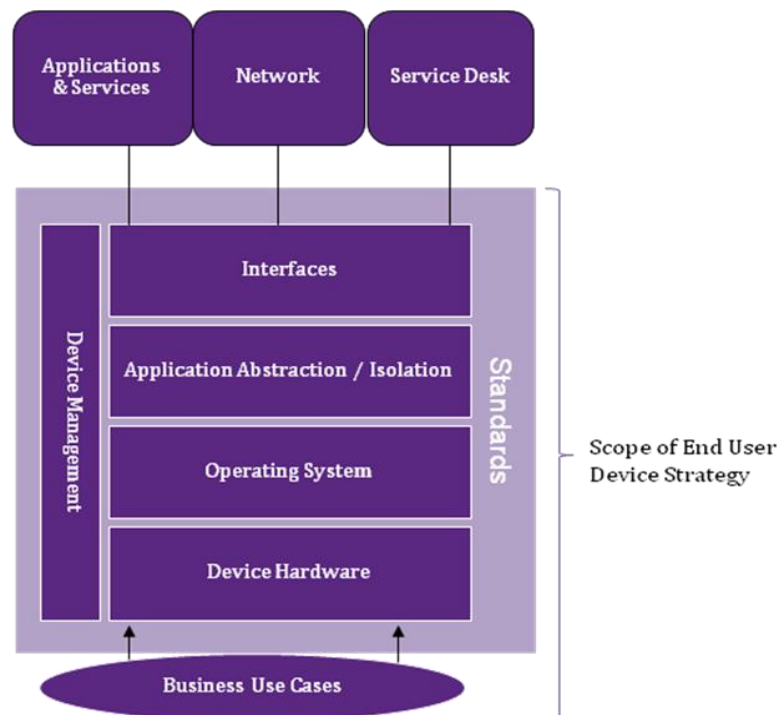 Applications
& Services
Network
Service Desk
Interfaces
Device Management
Application Abstraction / Isolation
Standards
Operating System
Device Hardware
Scope of End User
Device Strategy
Business Use Cases